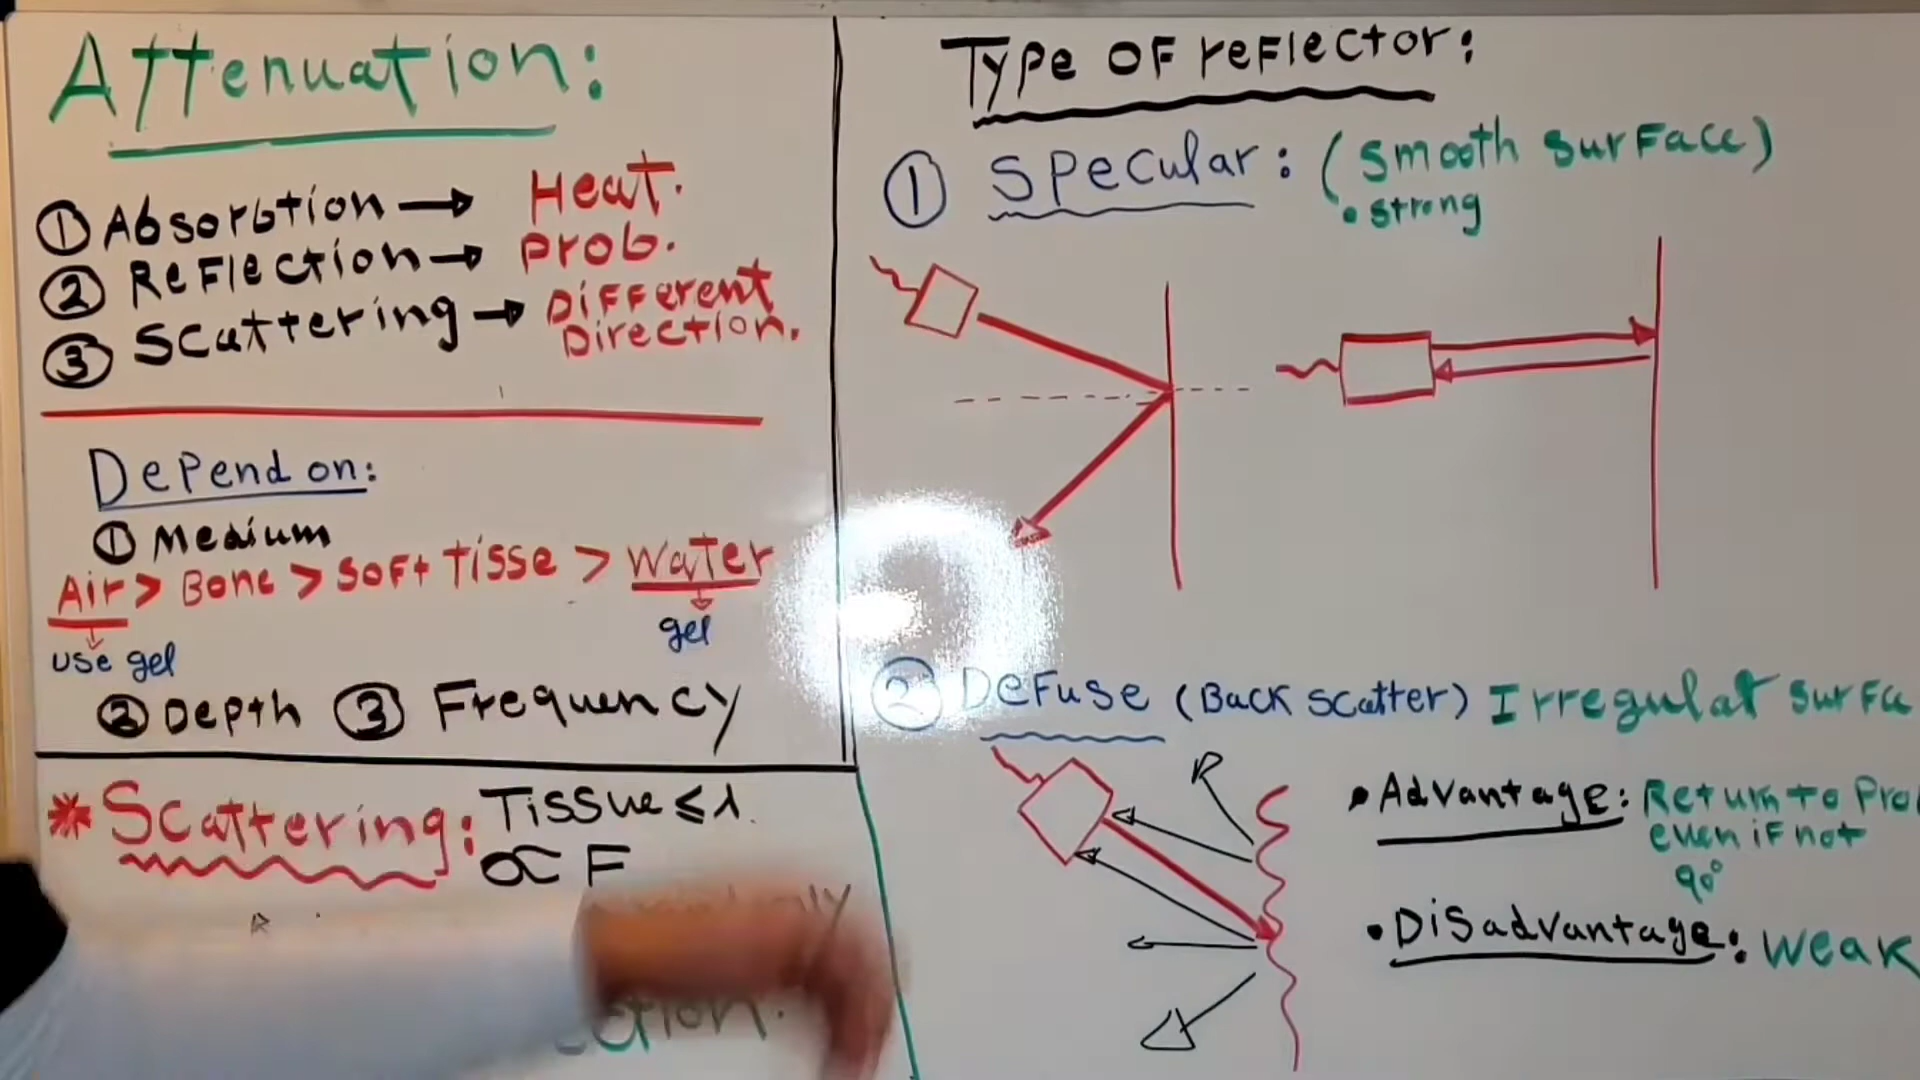 Attenuation:
① Absorbtion → Heat.
② Reflection → Prob.
③ Scattering → Different
Direction.
Depend on:
① Medium
Air > Bone > Soft Tisse > Water
use gel
gel
② Depth ③ Frequency
* Scattering: Tissue ≤ λ.
∝ F
Type of reflector:
① Specular: (smooth surface)
• strong
② Defuse (Back scatter) Irregular surfa
• Advantage: Return to Prob
even if not
90°
• Disadvantage: weak